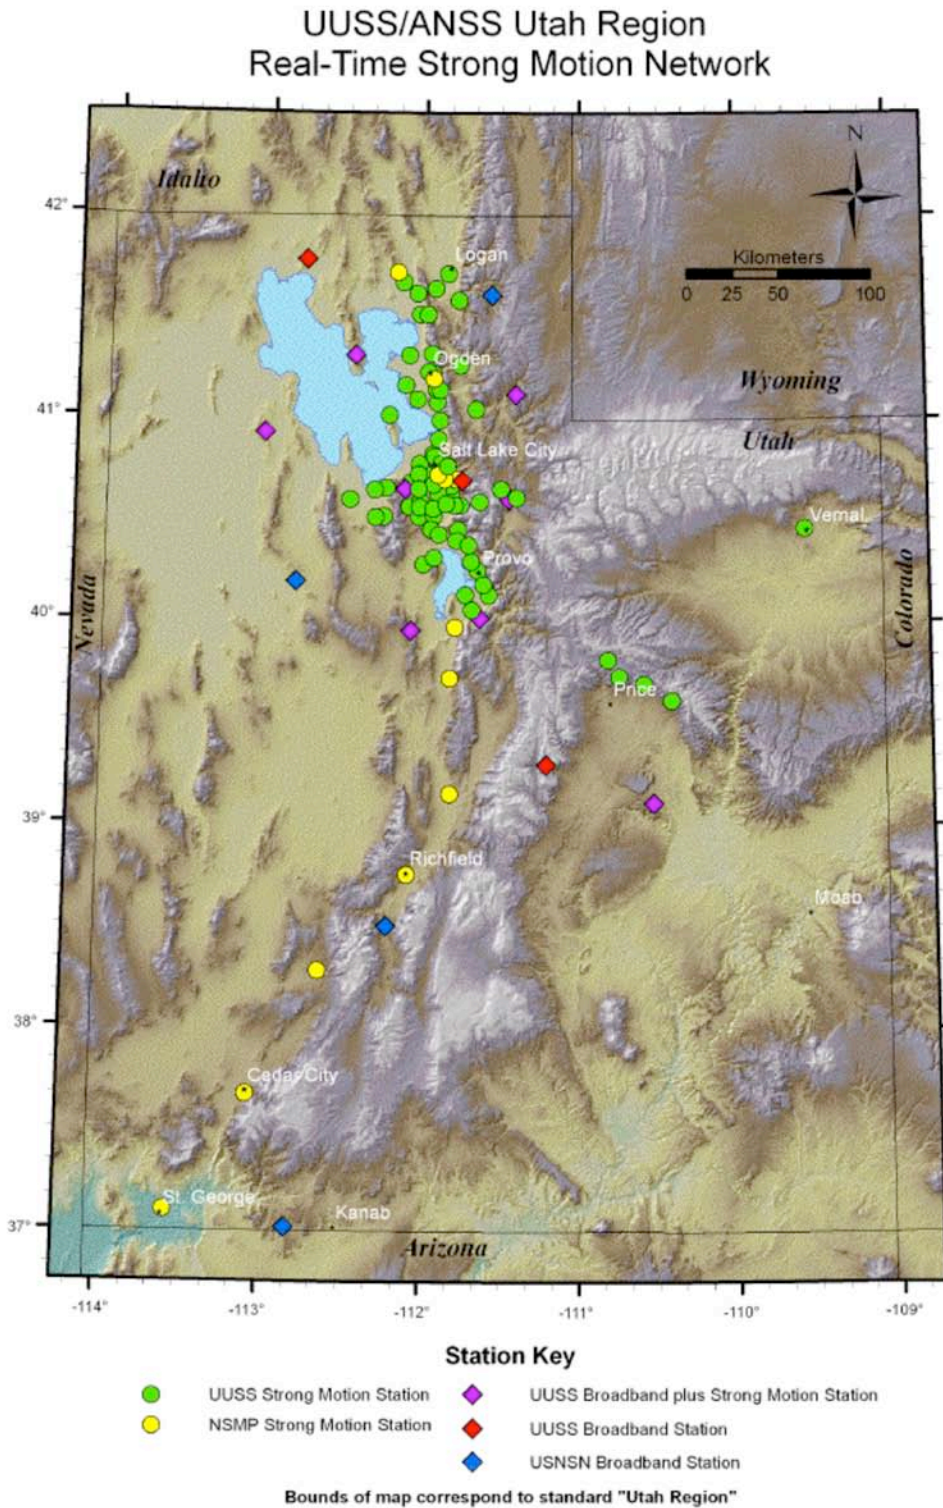 UUSS/ANSS Utah Region
Real-Time Strong Motion Network
N
Idaho
42°
Logan
Kilometers
0 25 50 100
Ogden
Wyoming
41°
Utah
Salt Lake City
Vernal
Provo
Nevada
Colorado
40°
Price
39°
Richfield
Moab
38°
Cedar City
St. George
Kanab
37°
Arizona
-114° -113° -112° -111° -110° -109°
Station Key
UUSS Strong Motion Station
UUSS Broadband plus Strong Motion Station
NSMP Strong Motion Station
UUSS Broadband Station
USNSN Broadband Station
Bounds of map correspond to standard "Utah Region"